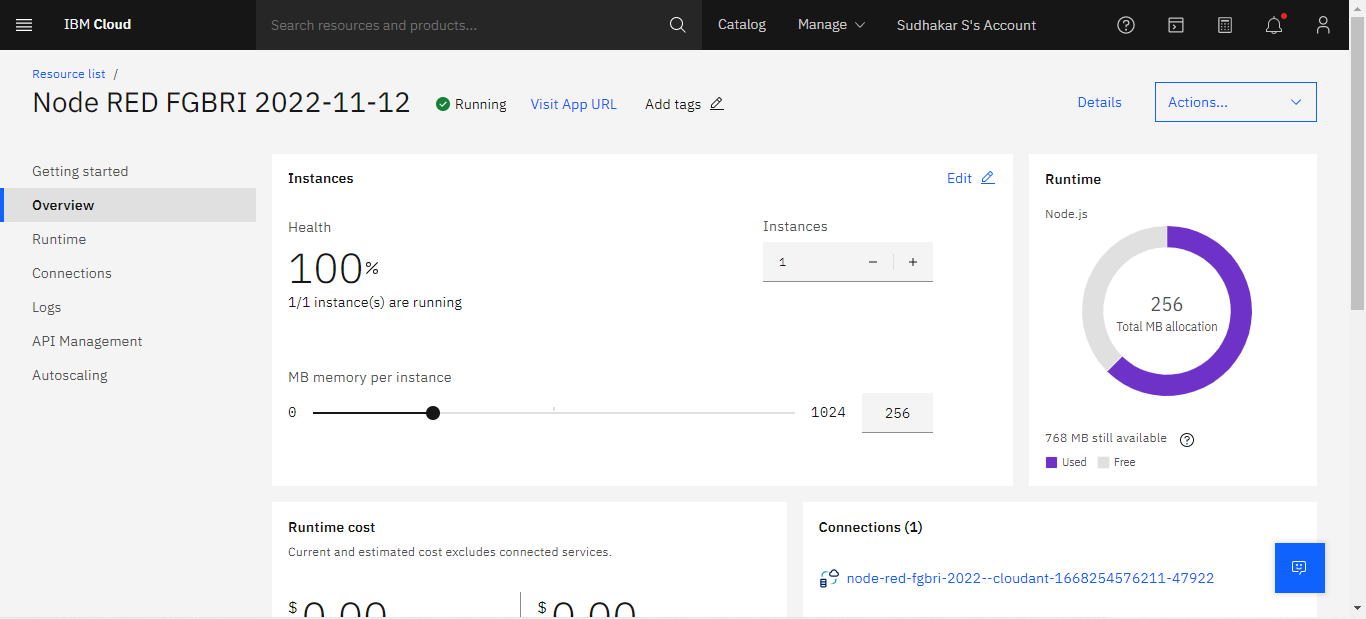 IBM Cloud
Search resources and products...
Catalog
Manage
Sudhakar S's Account
Resource list /
Node RED FGBRI 2022-11-12
Running
Visit App URL
Add tags
Details
Actions...
Getting started
Overview
Runtime
Connections
Logs
API Management
Autoscaling
Instances
Edit
Health
100%
1/1 instance(s) are running
Instances
1 − +
MB memory per instance
0
1024
256
Runtime
Node.js
256
Total MB allocation
768 MB still available
Used
Free
Runtime cost
Current and estimated cost excludes connected services.
$0.00
$0.00
Connections (1)
node-red-fgbri-2022--cloudant-1668254576211-47922